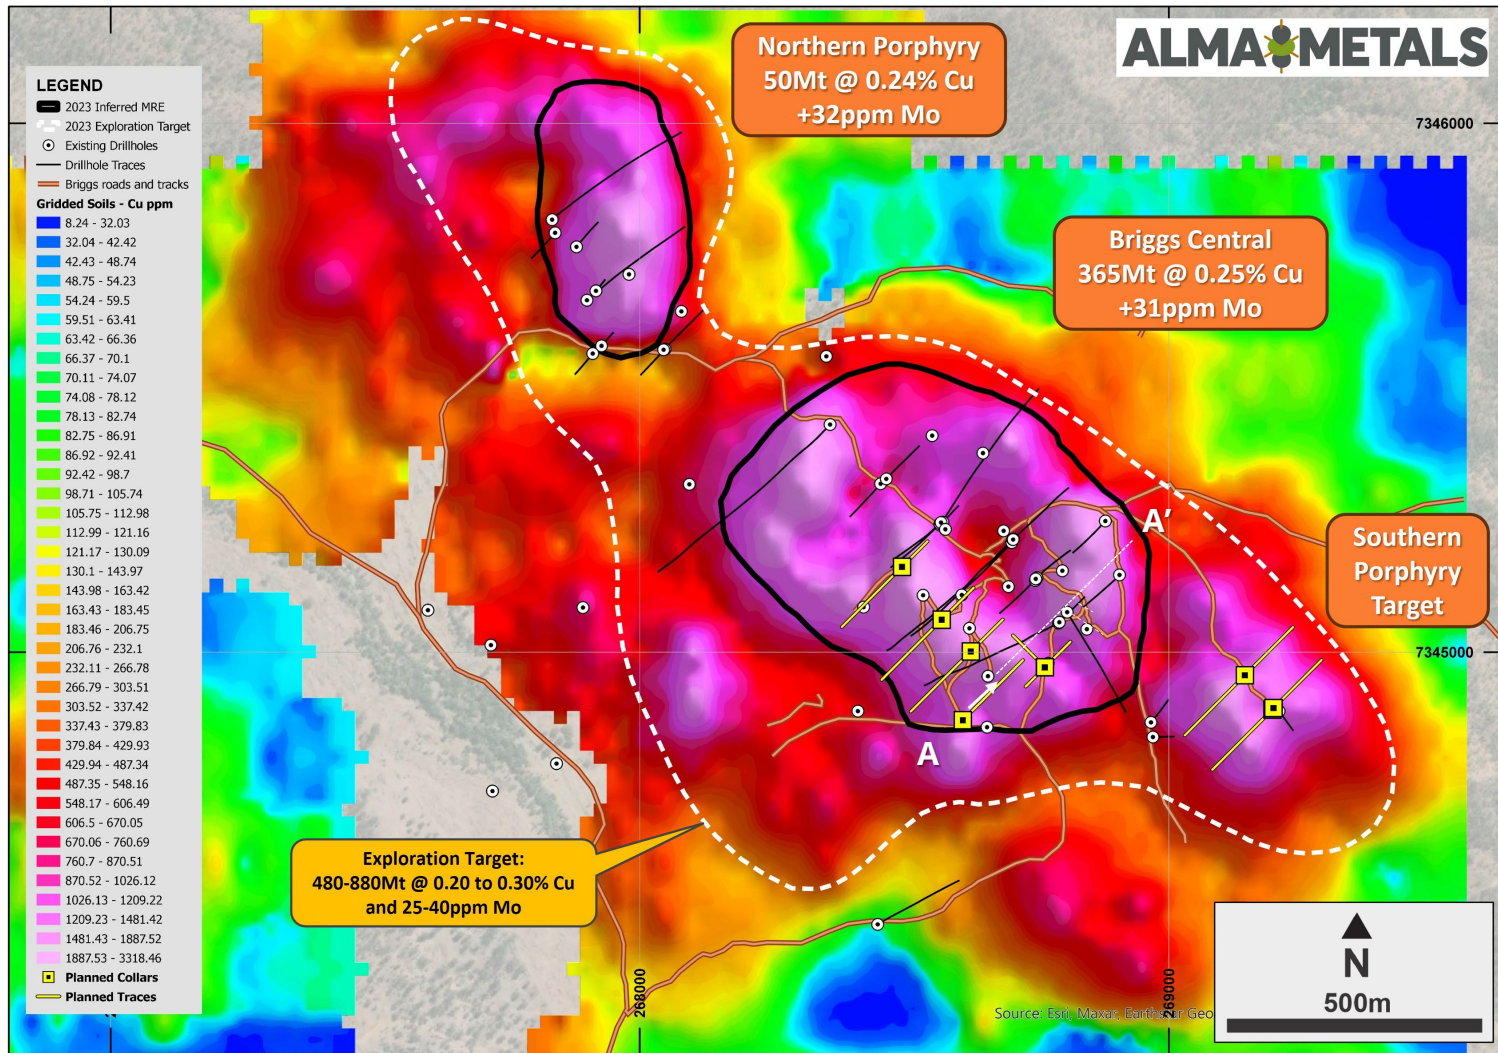 ALMA METALS
Northern Porphyry
50Mt @ 0.24% Cu
+32ppm Mo
LEGEND
2023 Inferred MRE
2023 Exploration Target
Existing Drillholes
Drillhole Traces
Briggs roads and tracks
Gridded Soils - Cu ppm
8.24 - 32.03
32.04 - 42.42
42.43 - 48.74
48.75 - 54.23
54.24 - 59.5
59.51 - 63.41
63.42 - 66.36
66.37 - 70.1
70.11 - 74.07
74.08 - 78.12
78.13 - 82.74
82.75 - 86.91
86.92 - 92.41
92.42 - 98.7
98.71 - 105.74
105.75 - 112.98
112.99 - 121.16
121.17 - 130.09
130.1 - 143.97
143.98 - 163.42
163.43 - 183.45
183.46 - 206.75
206.76 - 232.1
232.11 - 266.78
266.79 - 303.51
303.52 - 337.42
337.43 - 379.83
379.84 - 429.93
429.94 - 487.34
487.35 - 548.16
548.17 - 606.49
606.5 - 670.05
670.06 - 760.69
760.7 - 870.51
870.52 - 1026.12
1026.13 - 1209.22
1209.23 - 1481.42
1481.43 - 1887.52
1887.53 - 3318.46
Planned Collars
Planned Traces
7346000
Briggs Central
365Mt @ 0.25% Cu
+31ppm Mo
A'
Southern
Porphyry
Target
7345000
A
Exploration Target:
480-880Mt @ 0.20 to 0.30% Cu
and 25-40ppm Mo
268000
269000
Source: Esri, Maxar, Earthstar Geo
N
500m